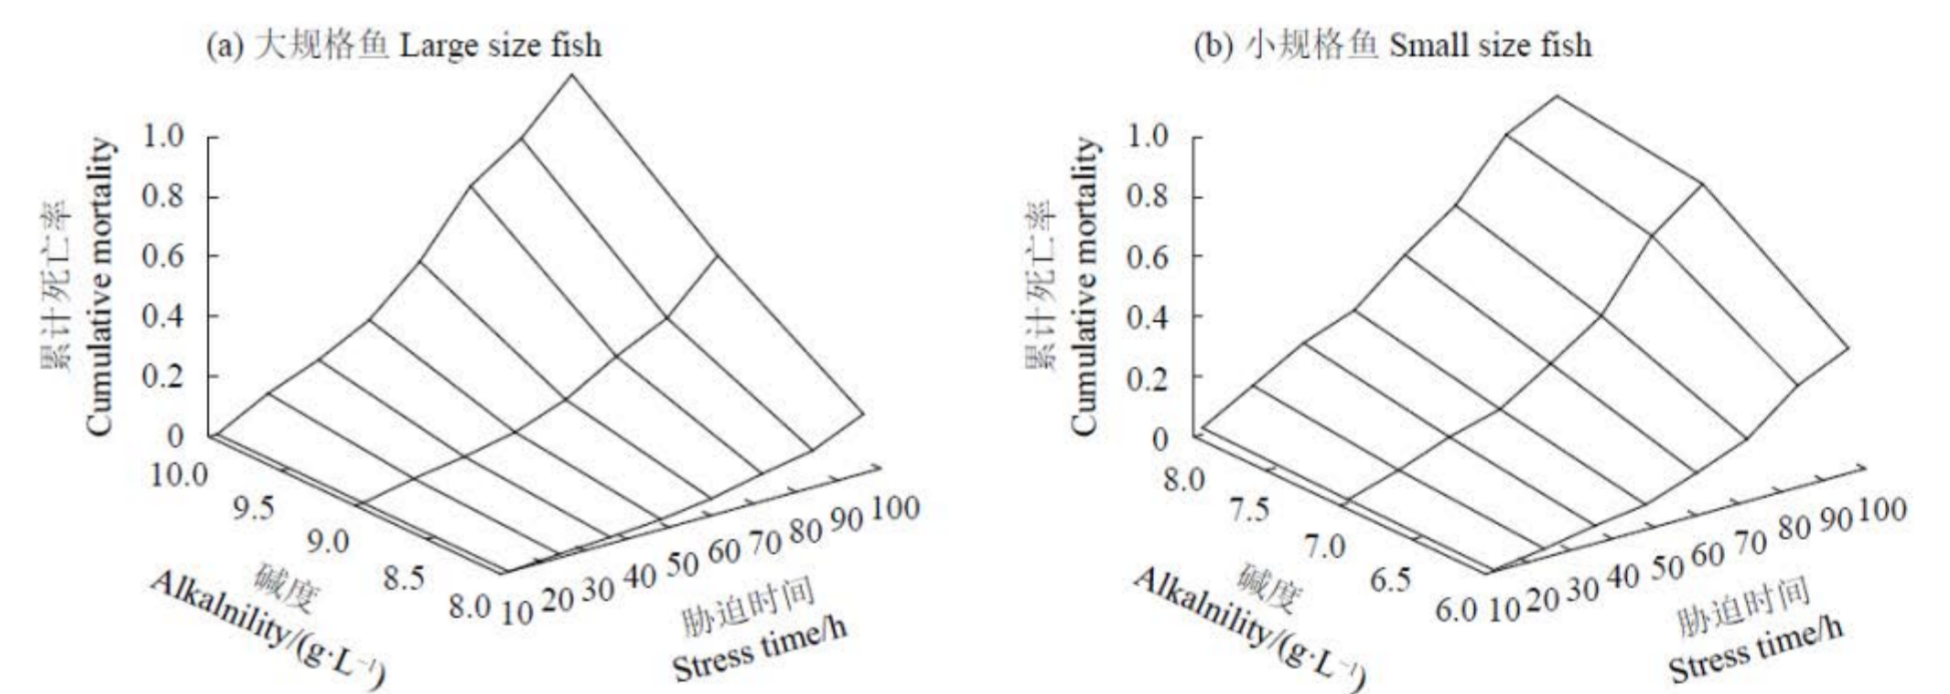 (a) 大规格鱼 Large size fish
累计死亡率
Cumulative mortality
1.0
0.8
0.6
0.4
0.2
0
10.0
9.5
9.0
8.5
8.0
碱度
Alkalnility/(g·L⁻¹)
10 20 30 40 50 60 70 80 90 100
胁迫时间
Stress time/h
(b) 小规格鱼 Small size fish
累计死亡率
Cumulative mortality
1.0
0.8
0.6
0.4
0.2
0
8.0
7.5
7.0
6.5
6.0
碱度
Alkalnility/(g·L⁻¹)
10 20 30 40 50 60 70 80 90 100
胁迫时间
Stress time/h